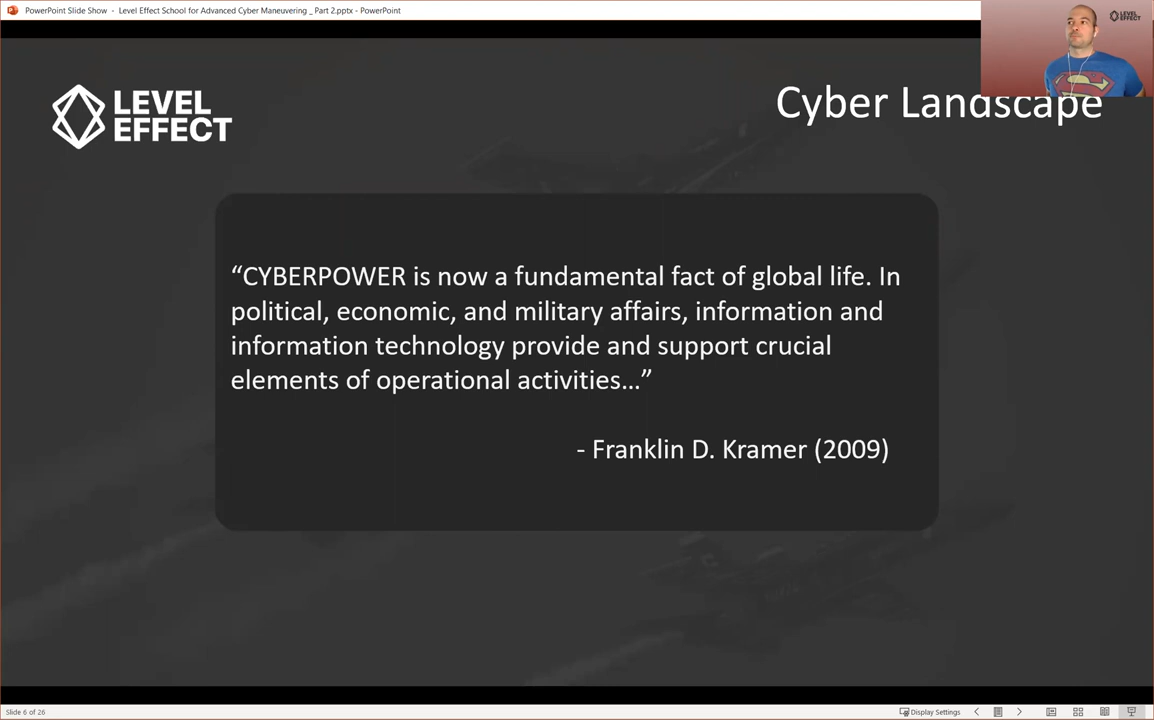 PowerPoint Slide Show - Level Effect School for Advanced Cyber Maneuvering _ Part 2.pptx - PowerPoint
LEVEL EFFECT
LEVEL
EFFECT
Cyber Landscape
“CYBERPOWER is now a fundamental fact of global life. In
political, economic, and military affairs, information and
information technology provide and support crucial
elements of operational activities…”
- Franklin D. Kramer (2009)
Slide 6 of 26
Display Settings